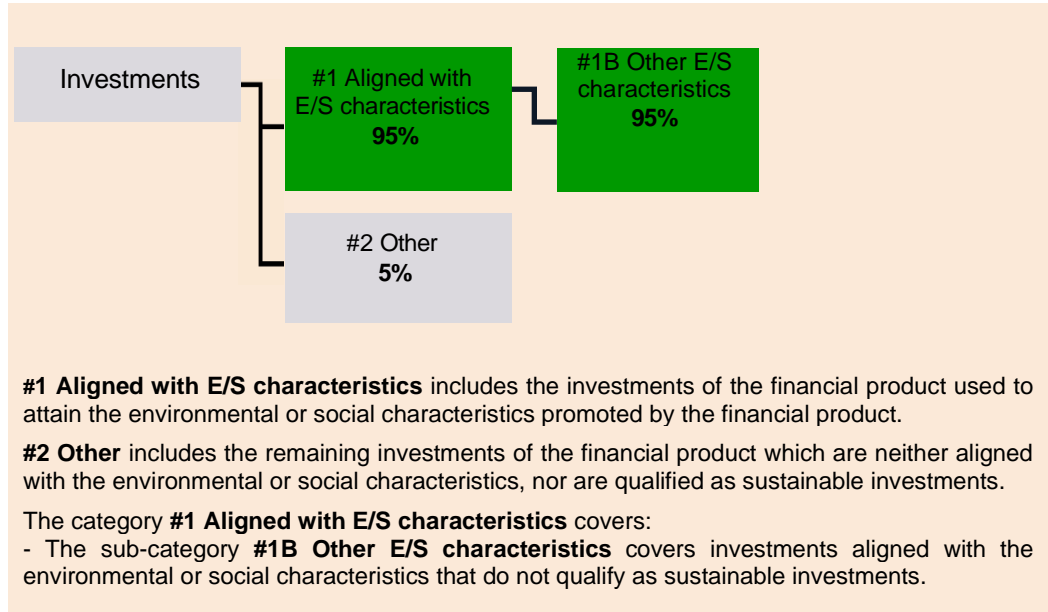 Investments
#1 Aligned with
E/S characteristics
95%
#1B Other E/S
characteristics
95%
#2 Other
5%
#1 Aligned with E/S characteristics includes the investments of the financial product used to
attain the environmental or social characteristics promoted by the financial product.
#2 Other includes the remaining investments of the financial product which are neither aligned
with the environmental or social characteristics, nor are qualified as sustainable investments.
The category #1 Aligned with E/S characteristics covers:
- The sub-category #1B Other E/S characteristics covers investments aligned with the
environmental or social characteristics that do not qualify as sustainable investments.